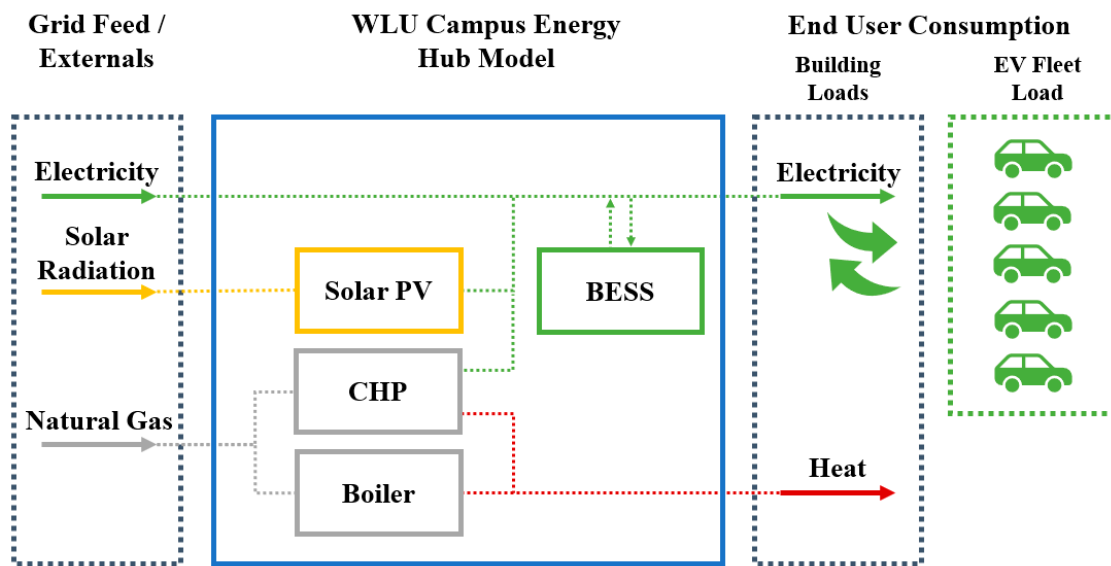 Grid Feed /
Externals
WLU Campus Energy
Hub Model
End User Consumption
Building
Loads
EV Fleet
Load
Electricity
Electricity
Solar
Radiation
Solar PV
BESS
CHP
Natural Gas
Boiler
Heat